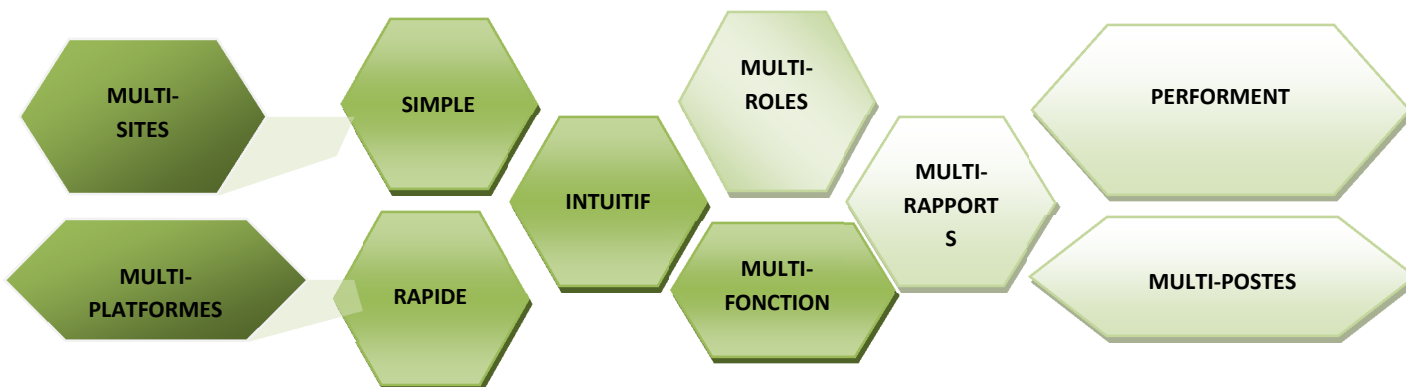 MULTI-
SITES
SIMPLE
MULTI-
ROLES
PERFORMENT
INTUITIF
MULTI-
RAPPORT
S
MULTI-
PLATFORMES
RAPIDE
MULTI-
FONCTION
MULTI-POSTES